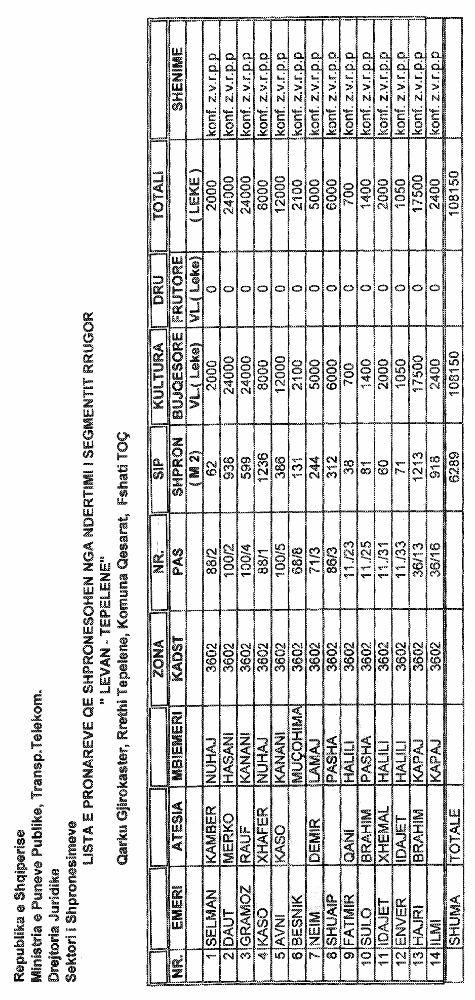 Republika e Shqiperise
Ministria e Puneve Publike, Transp.Telekom.
Drejtoria Juridike
Sektori i Shpronesimeve
LISTA E PRONAREVE QE SHPRONESOHEN NGA NDERTIMI I SEGMENTIT RRUGOR
" LEVAN - TEPELENE"
Qarku Gjirokaster, Rrethi Tepelene, Komuna Qesarat, Fshati TOÇ
ZONA NR. SIP KULTURA DRU TOTALI
NR. EMERI ATESIA MBIEMERI KADST PAS SHPRON BUJQESORE FRUTORE SHENIME
( M 2) VL.( Leke) VL.( Leke) ( LEKE )
1 SELMAN KAMBER NUHAJ 3602 88/2 62 2000 0 2000 konf. z.v.r.p.p
2 DAUT MERKO HASANI 3602 100/2 938 24000 0 24000 konf. z.v.r.p.p
3 GRAMOZ RAUF KANANI 3602 100/4 599 24000 0 24000 konf. z.v.r.p.p
4 KASO XHAFER NUHAJ 3602 88/1 1236 8000 0 8000 konf. z.v.r.p.p
5 AVNI KASO KANANI 3602 100/5 386 12000 0 12000 konf. z.v.r.p.p
6 BESNIK MUÇOHIMA 3602 68/8 131 2100 0 2100 konf. z.v.r.p.p
7 NEIM DEMIR LAMAJ 3602 71/3 244 5000 0 5000 konf. z.v.r.p.p
8 SHUAIP PASHA 3602 86/3 312 6000 0 6000 konf. z.v.r.p.p
9 FATMIR QANI HALILI 3602 11./23 38 700 0 700 konf. z.v.r.p.p
10 SULO BRAHIM PASHA 3602 11./25 81 1400 0 1400 konf. z.v.r.p.p
11 IDAJET XHEMAL HALILI 3602 11./31 60 2000 0 2000 konf. z.v.r.p.p
12 ENVER IDAJET HALILI 3602 11./33 71 1050 0 1050 konf. z.v.r.p.p
13 HAJRI BRAHIM KAPAJ 3602 36/13 1213 17500 0 17500 konf. z.v.r.p.p
14 ILMI KAPAJ 3602 36/16 918 2400 0 2400 konf. z.v.r.p.p
SHUMA TOTALE 6289 108150 108150